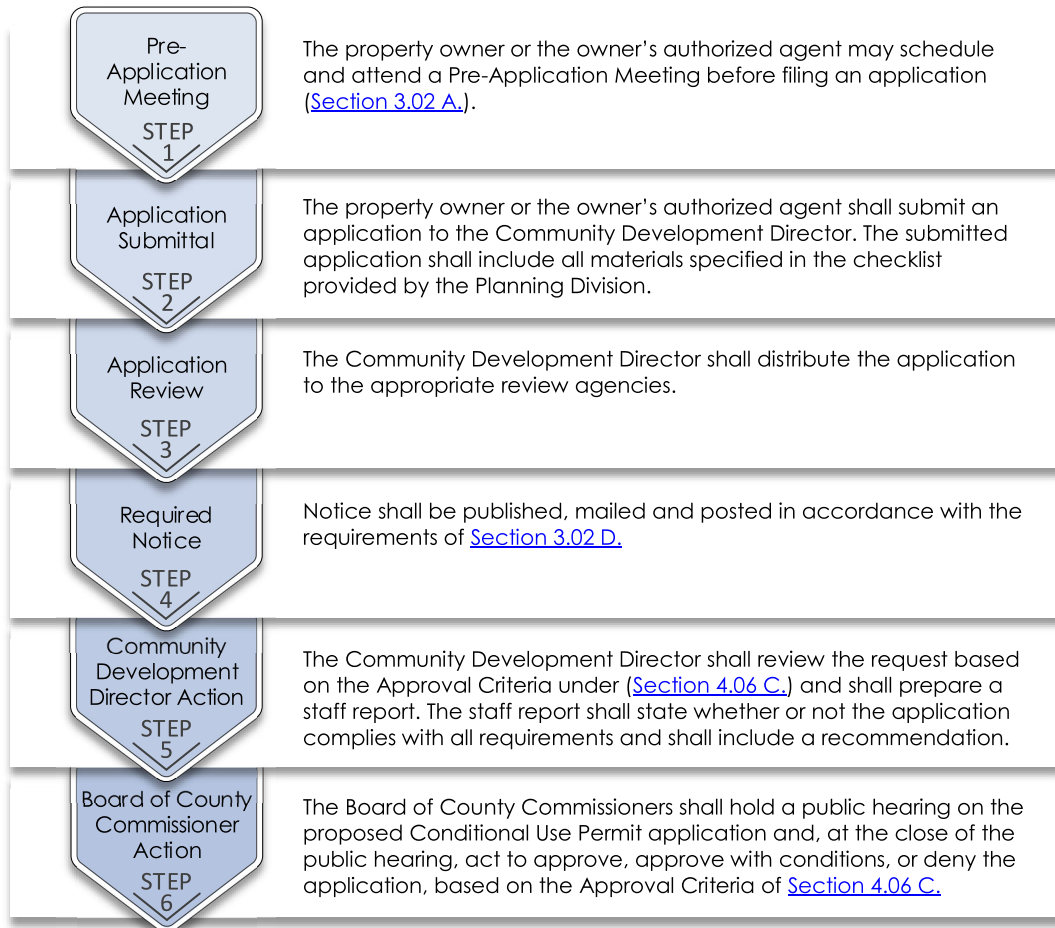 Pre-
Application
Meeting
STEP
1
The property owner or the owner's authorized agent may schedule
and attend a Pre-Application Meeting before filing an application
(Section 3.02 A.).
Application
Submittal
STEP
2
The property owner or the owner's authorized agent shall submit an
application to the Community Development Director. The submitted
application shall include all materials specified in the checklist
provided by the Planning Division.
Application
Review
STEP
3
The Community Development Director shall distribute the application
to the appropriate review agencies.
Required
Notice
STEP
4
Notice shall be published, mailed and posted in accordance with the
requirements of Section 3.02 D.
Community
Development
Director Action
STEP
5
The Community Development Director shall review the request based
on the Approval Criteria under (Section 4.06 C.) and shall prepare a
staff report. The staff report shall state whether or not the application
complies with all requirements and shall include a recommendation.
Board of County
Commissioner
Action
STEP
6
The Board of County Commissioners shall hold a public hearing on the
proposed Conditional Use Permit application and, at the close of the
public hearing, act to approve, approve with conditions, or deny the
application, based on the Approval Criteria of Section 4.06 C.